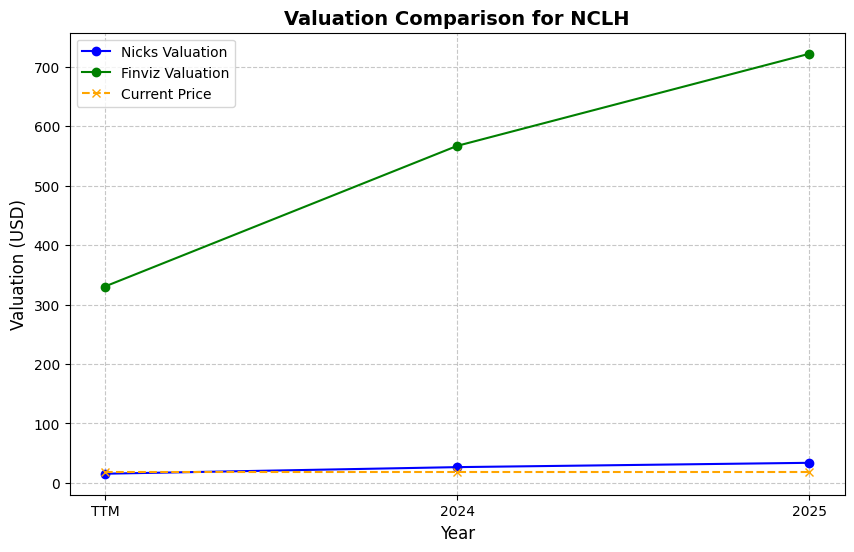 Valuation Comparison for NCLH
Nicks Valuation
Finviz Valuation
Current Price
Valuation (USD)
700
600
500
400
300
200
100
0
TTM
2024
2025
Year